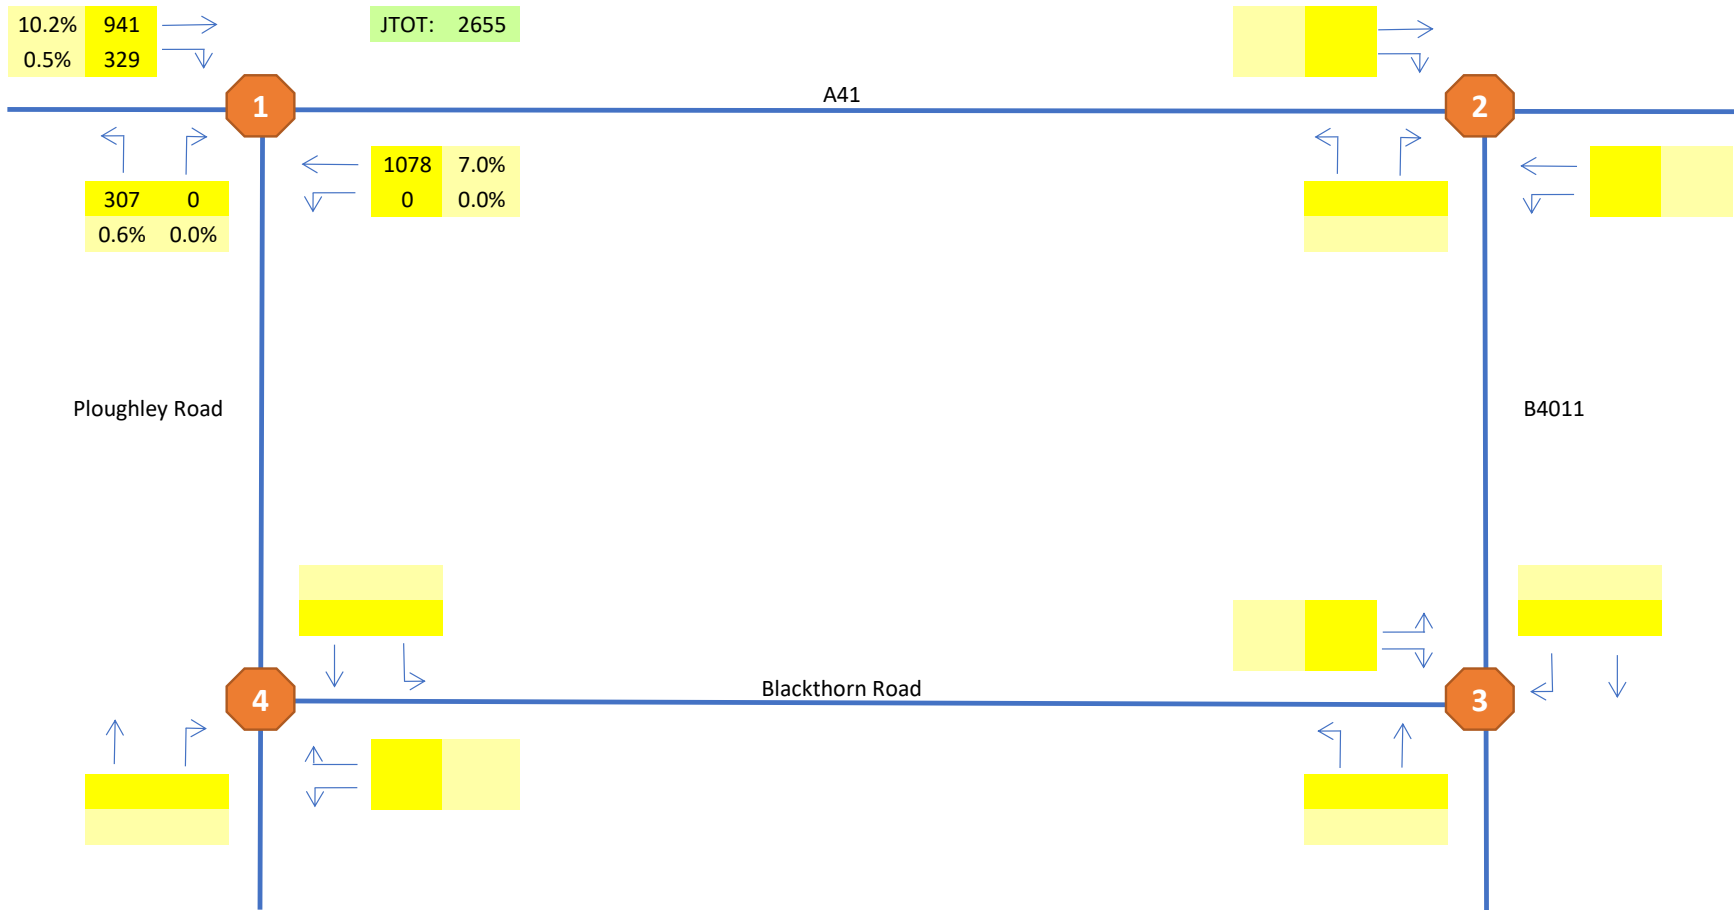 10.2% 941
0.5% 329
JTOT: 2655
1
A41
2
1078 7.0%
0 0.0%
307 0
0.6% 0.0%
Ploughley Road
B4011
4
Blackthorn Road
3